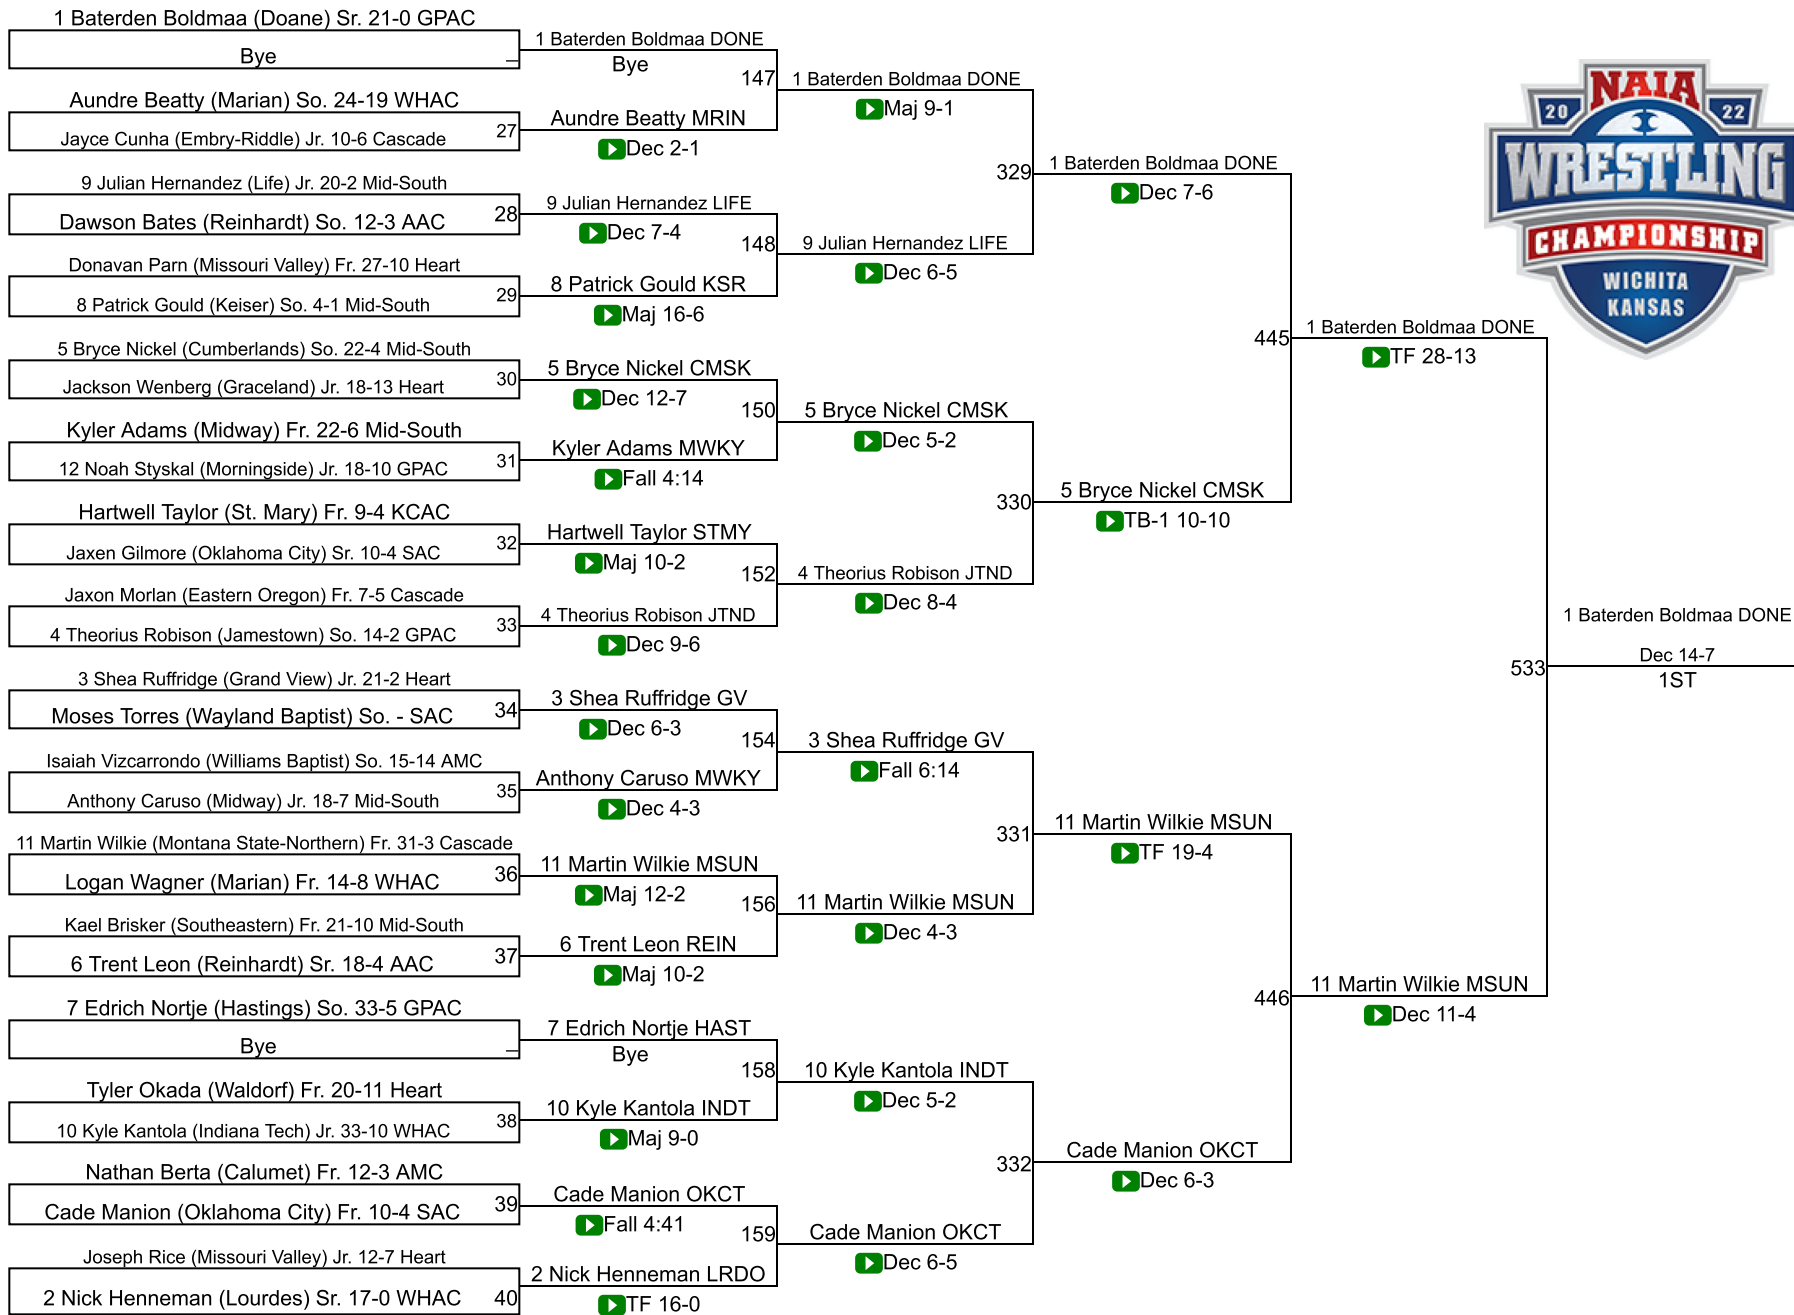 1 Baterden Boldmaa (Doane) Sr. 21-0 GPAC
Bye
_
Aundre Beatty (Marian) So. 24-19 WHAC
Jayce Cunha (Embry-Riddle) Jr. 10-6 Cascade
27
9 Julian Hernandez (Life) Jr. 20-2 Mid-South
Dawson Bates (Reinhardt) So. 12-3 AAC
28
Donavan Parn (Missouri Valley) Fr. 27-10 Heart
8 Patrick Gould (Keiser) So. 4-1 Mid-South
29
5 Bryce Nickel (Cumberlands) So. 22-4 Mid-South
Jackson Wenberg (Graceland) Jr. 18-13 Heart
30
Kyler Adams (Midway) Fr. 22-6 Mid-South
12 Noah Styskal (Morningside) Jr. 18-10 GPAC
31
Hartwell Taylor (St. Mary) Fr. 9-4 KCAC
Jaxen Gilmore (Oklahoma City) Sr. 10-4 SAC
32
Jaxon Morlan (Eastern Oregon) Fr. 7-5 Cascade
4 Theorius Robison (Jamestown) So. 14-2 GPAC
33
3 Shea Ruffridge (Grand View) Jr. 21-2 Heart
Moses Torres (Wayland Baptist) So. - SAC
34
Isaiah Vizcarrondo (Williams Baptist) So. 15-14 AMC
Anthony Caruso (Midway) Jr. 18-7 Mid-South
35
11 Martin Wilkie (Montana State-Northern) Fr. 31-3 Cascade
Logan Wagner (Marian) Fr. 14-8 WHAC
36
Kael Brisker (Southeastern) Fr. 21-10 Mid-South
6 Trent Leon (Reinhardt) Sr. 18-4 AAC
37
7 Edrich Nortje (Hastings) So. 33-5 GPAC
Bye
_
Tyler Okada (Waldorf) Fr. 20-11 Heart
10 Kyle Kantola (Indiana Tech) Jr. 33-10 WHAC
38
Nathan Berta (Calumet) Fr. 12-3 AMC
Cade Manion (Oklahoma City) Fr. 10-4 SAC
39
Joseph Rice (Missouri Valley) Jr. 12-7 Heart
2 Nick Henneman (Lourdes) Sr. 17-0 WHAC
40
1 Baterden Boldmaa DONE
Bye
147
Aundre Beatty MRIN
Dec 2-1
9 Julian Hernandez LIFE
Dec 7-4
148
8 Patrick Gould KSR
Maj 16-6
5 Bryce Nickel CMSK
Dec 12-7
150
Kyler Adams MWKY
Fall 4:14
Hartwell Taylor STMY
Maj 10-2
152
4 Theorius Robison JTND
Dec 9-6
3 Shea Ruffridge GV
Dec 6-3
154
Anthony Caruso MWKY
Dec 4-3
11 Martin Wilkie MSUN
Maj 12-2
156
6 Trent Leon REIN
Maj 10-2
7 Edrich Nortje HAST
Bye
158
10 Kyle Kantola INDT
Maj 9-0
Cade Manion OKCT
Fall 4:41
159
2 Nick Henneman LRDO
TF 16-0
1 Baterden Boldmaa DONE
Maj 9-1
329
9 Julian Hernandez LIFE
Dec 6-5
5 Bryce Nickel CMSK
Dec 5-2
330
4 Theorius Robison JTND
Dec 8-4
3 Shea Ruffridge GV
Fall 6:14
331
11 Martin Wilkie MSUN
Dec 4-3
10 Kyle Kantola INDT
Dec 5-2
332
Cade Manion OKCT
Dec 6-5
1 Baterden Boldmaa DONE
Dec 7-6
445
5 Bryce Nickel CMSK
TB-1 10-10
11 Martin Wilkie MSUN
TF 19-4
446
Cade Manion OKCT
Dec 6-3
1 Baterden Boldmaa DONE
TF 28-13
533
11 Martin Wilkie MSUN
Dec 11-4
1 Baterden Boldmaa DONE
Dec 14-7
1ST
NAIA
20 22
WRESTLING
CHAMPIONSHIP
WICHITA
KANSAS